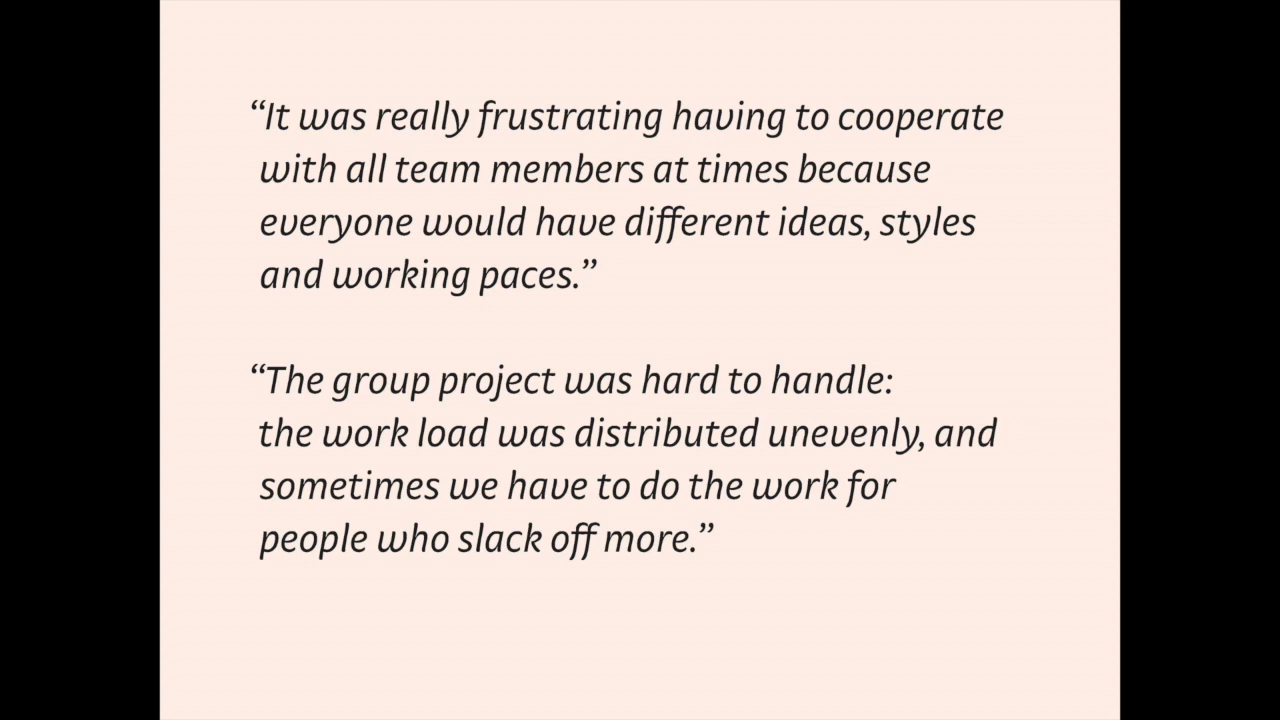 “It was really frustrating having to cooperate
with all team members at times because
everyone would have different ideas, styles
and working paces.”
“The group project was hard to handle:
the work load was distributed unevenly, and
sometimes we have to do the work for
people who slack off more.”